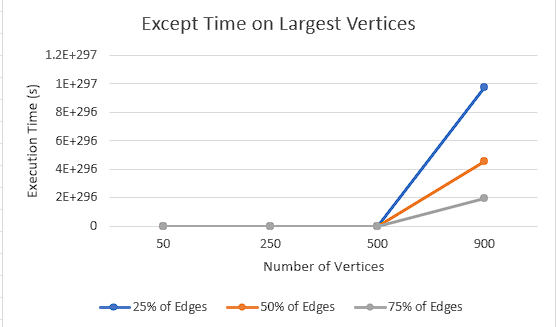 Except Time on Largest Vertices
1.2E+297
1E+297
8E+296
6E+296
4E+296
2E+296
0
Execution Time (s)
50 250 500 900
Number of Vertices
25% of Edges 50% of Edges 75% of Edges